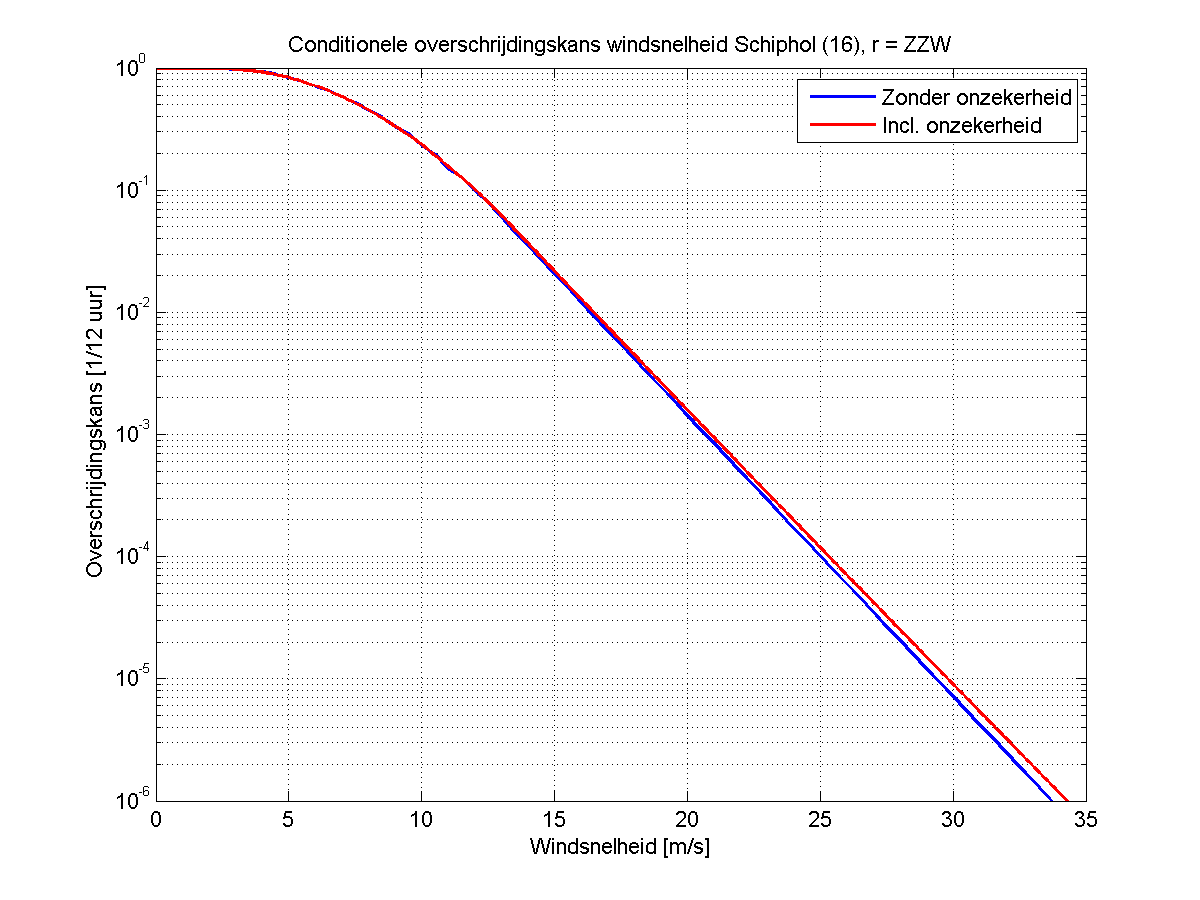 Conditionele overschrijdingskans windsnelheid Schiphol (16), r = ZZW
Zonder onzekerheid
Incl. onzekerheid
Overschrijdingskans [1/12 uur]
10^0
10^-1
10^-2
10^-3
10^-4
10^-5
10^-6
0 5 10 15 20 25 30 35
Windsnelheid [m/s]